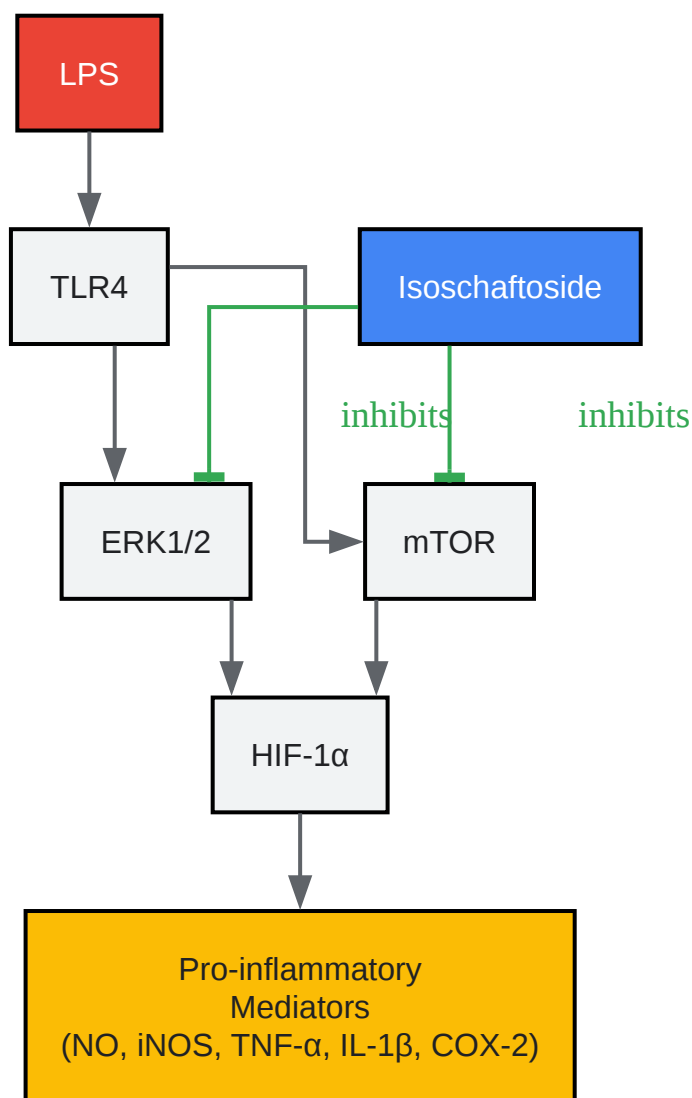 LPS
TLR4
Isoschaftoside
inhibits
inhibits
ERK1/2
mTOR
HIF-1α
Pro-inflammatory
Mediators
(NO, iNOS, TNF-α, IL-1β, COX-2)